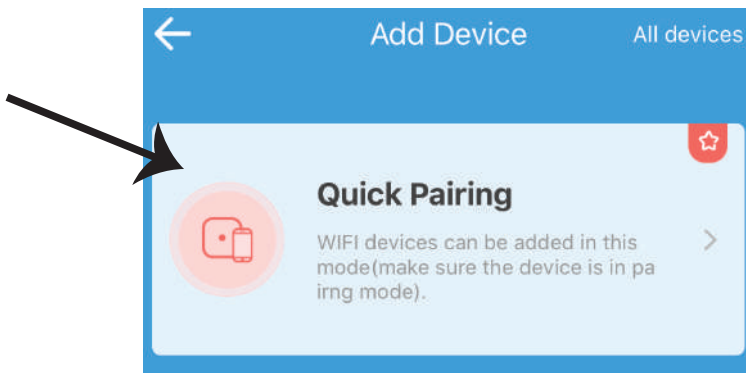 Add Device All devices
Quick Pairing
WIFI devices can be added in this
mode(make sure the device is in pa
irng mode).